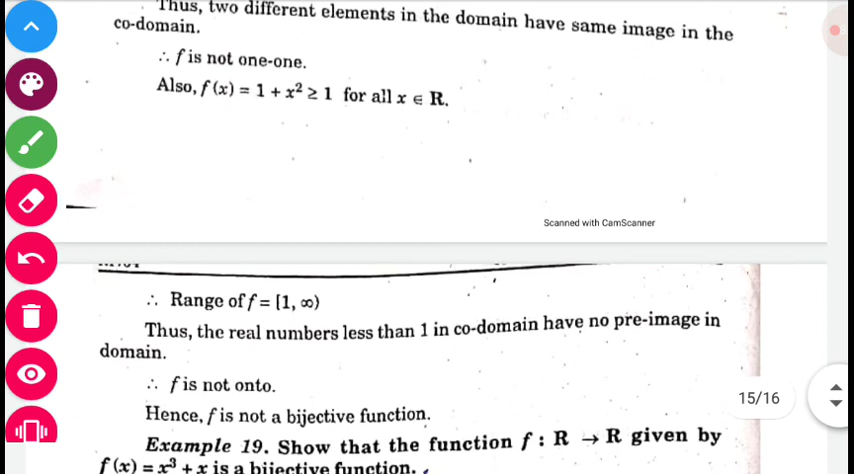 Thus, two different elements in the domain have same image in the
co-domain.
∴ f is not one-one.
Also, f (x) = 1 + x² ≥ 1 for all x ∈ R.
Scanned with CamScanner
∴ Range of f = [1, ∞)
Thus, the real numbers less than 1 in co-domain have no pre-image in
domain.
∴ f is not onto.
15/16
Hence, f is not a bijective function.
Example 19. Show that the function f : R → R given by
f (x) = x³ + x is a bijective function.